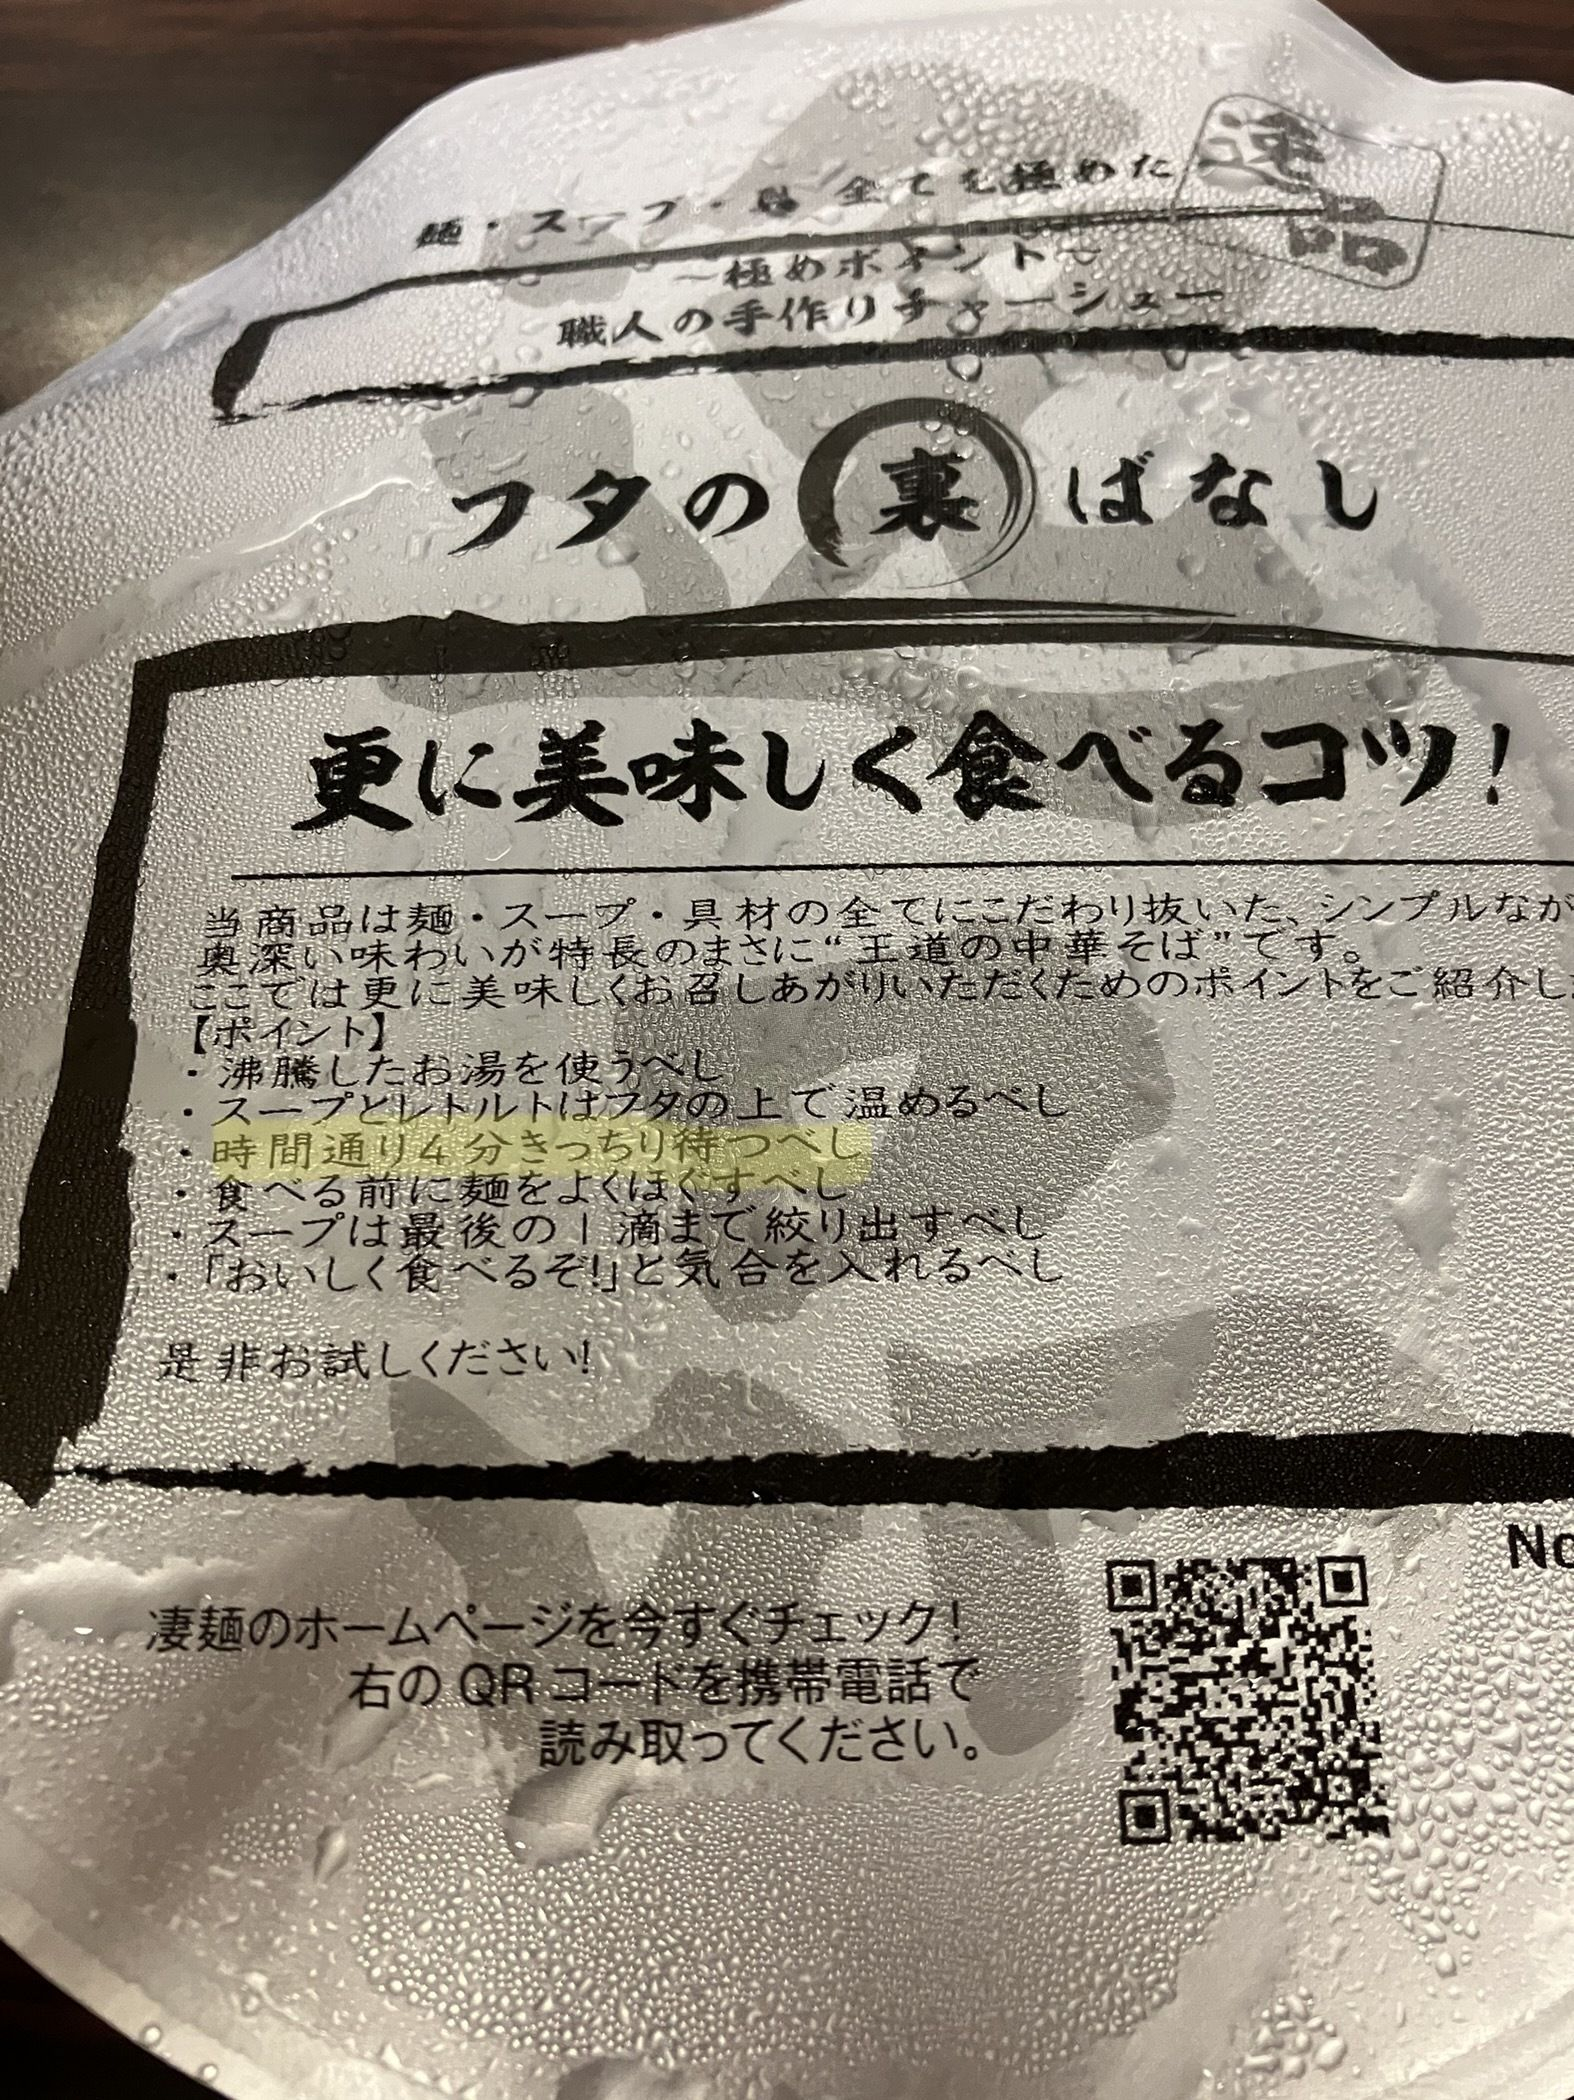 麺・スープ・具 全てを極めた
逸品
〜極めポイント〜
職人の手作りチャーシュー
フタの裏ばなし
更に美味しく食べるコツ!
当商品は麺・スープ・具材の全てにこだわり抜いた、シンプルなが
奥深い味わいが特長のまさに“王道の中華そば”です。
ここでは更に美味しくお召しあがりいただくためのポイントをご紹介し
【ポイント】
・沸騰したお湯を使うべし
・スープとレトルトはフタの上で温めるべし
・時間通り4分きっちり待つべし
・食べる前に麺をよくほぐすべし
・スープは最後の1滴まで絞り出すべし
・「おいしく食べるぞ!」と気合を入れるべし
是非お試しください!
No
凄麺のホームページを今すぐチェック!
右のQRコードを携帯電話で
読み取ってください。